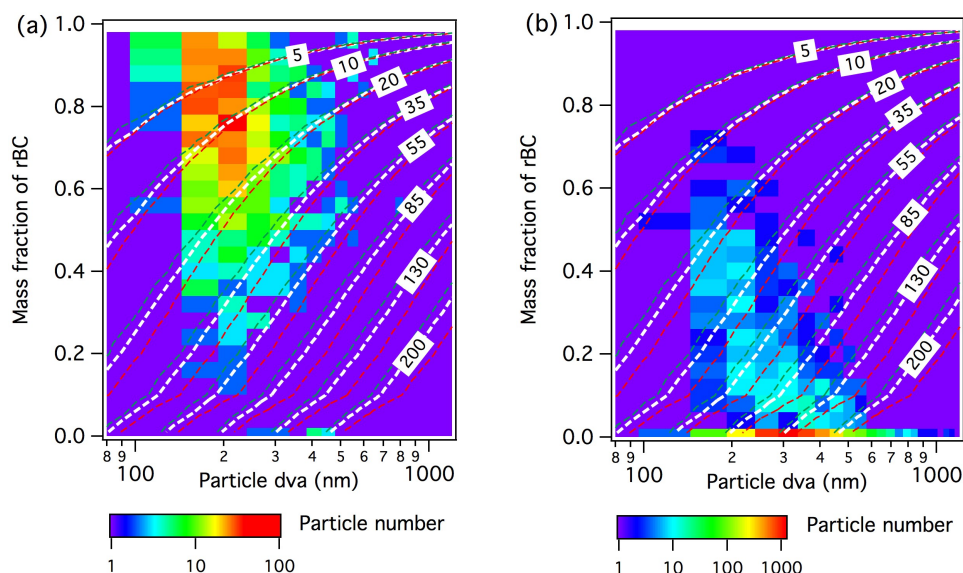 (a)
1.0
0.8
0.6
0.4
0.2
0.0
Mass fraction of rBC
5
10
20
35
55
85
130
200
8 9 2 3 4 5 6 7 8 9
100 1000
Particle dva (nm)
Particle number
1 10 100
(b)
1.0
0.8
0.6
0.4
0.2
0.0
Mass fraction of rBC
5
10
20
35
55
85
130
200
8 9 2 3 4 5 6 7 8 9
100 1000
Particle dva (nm)
Particle number
1 10 100 1000